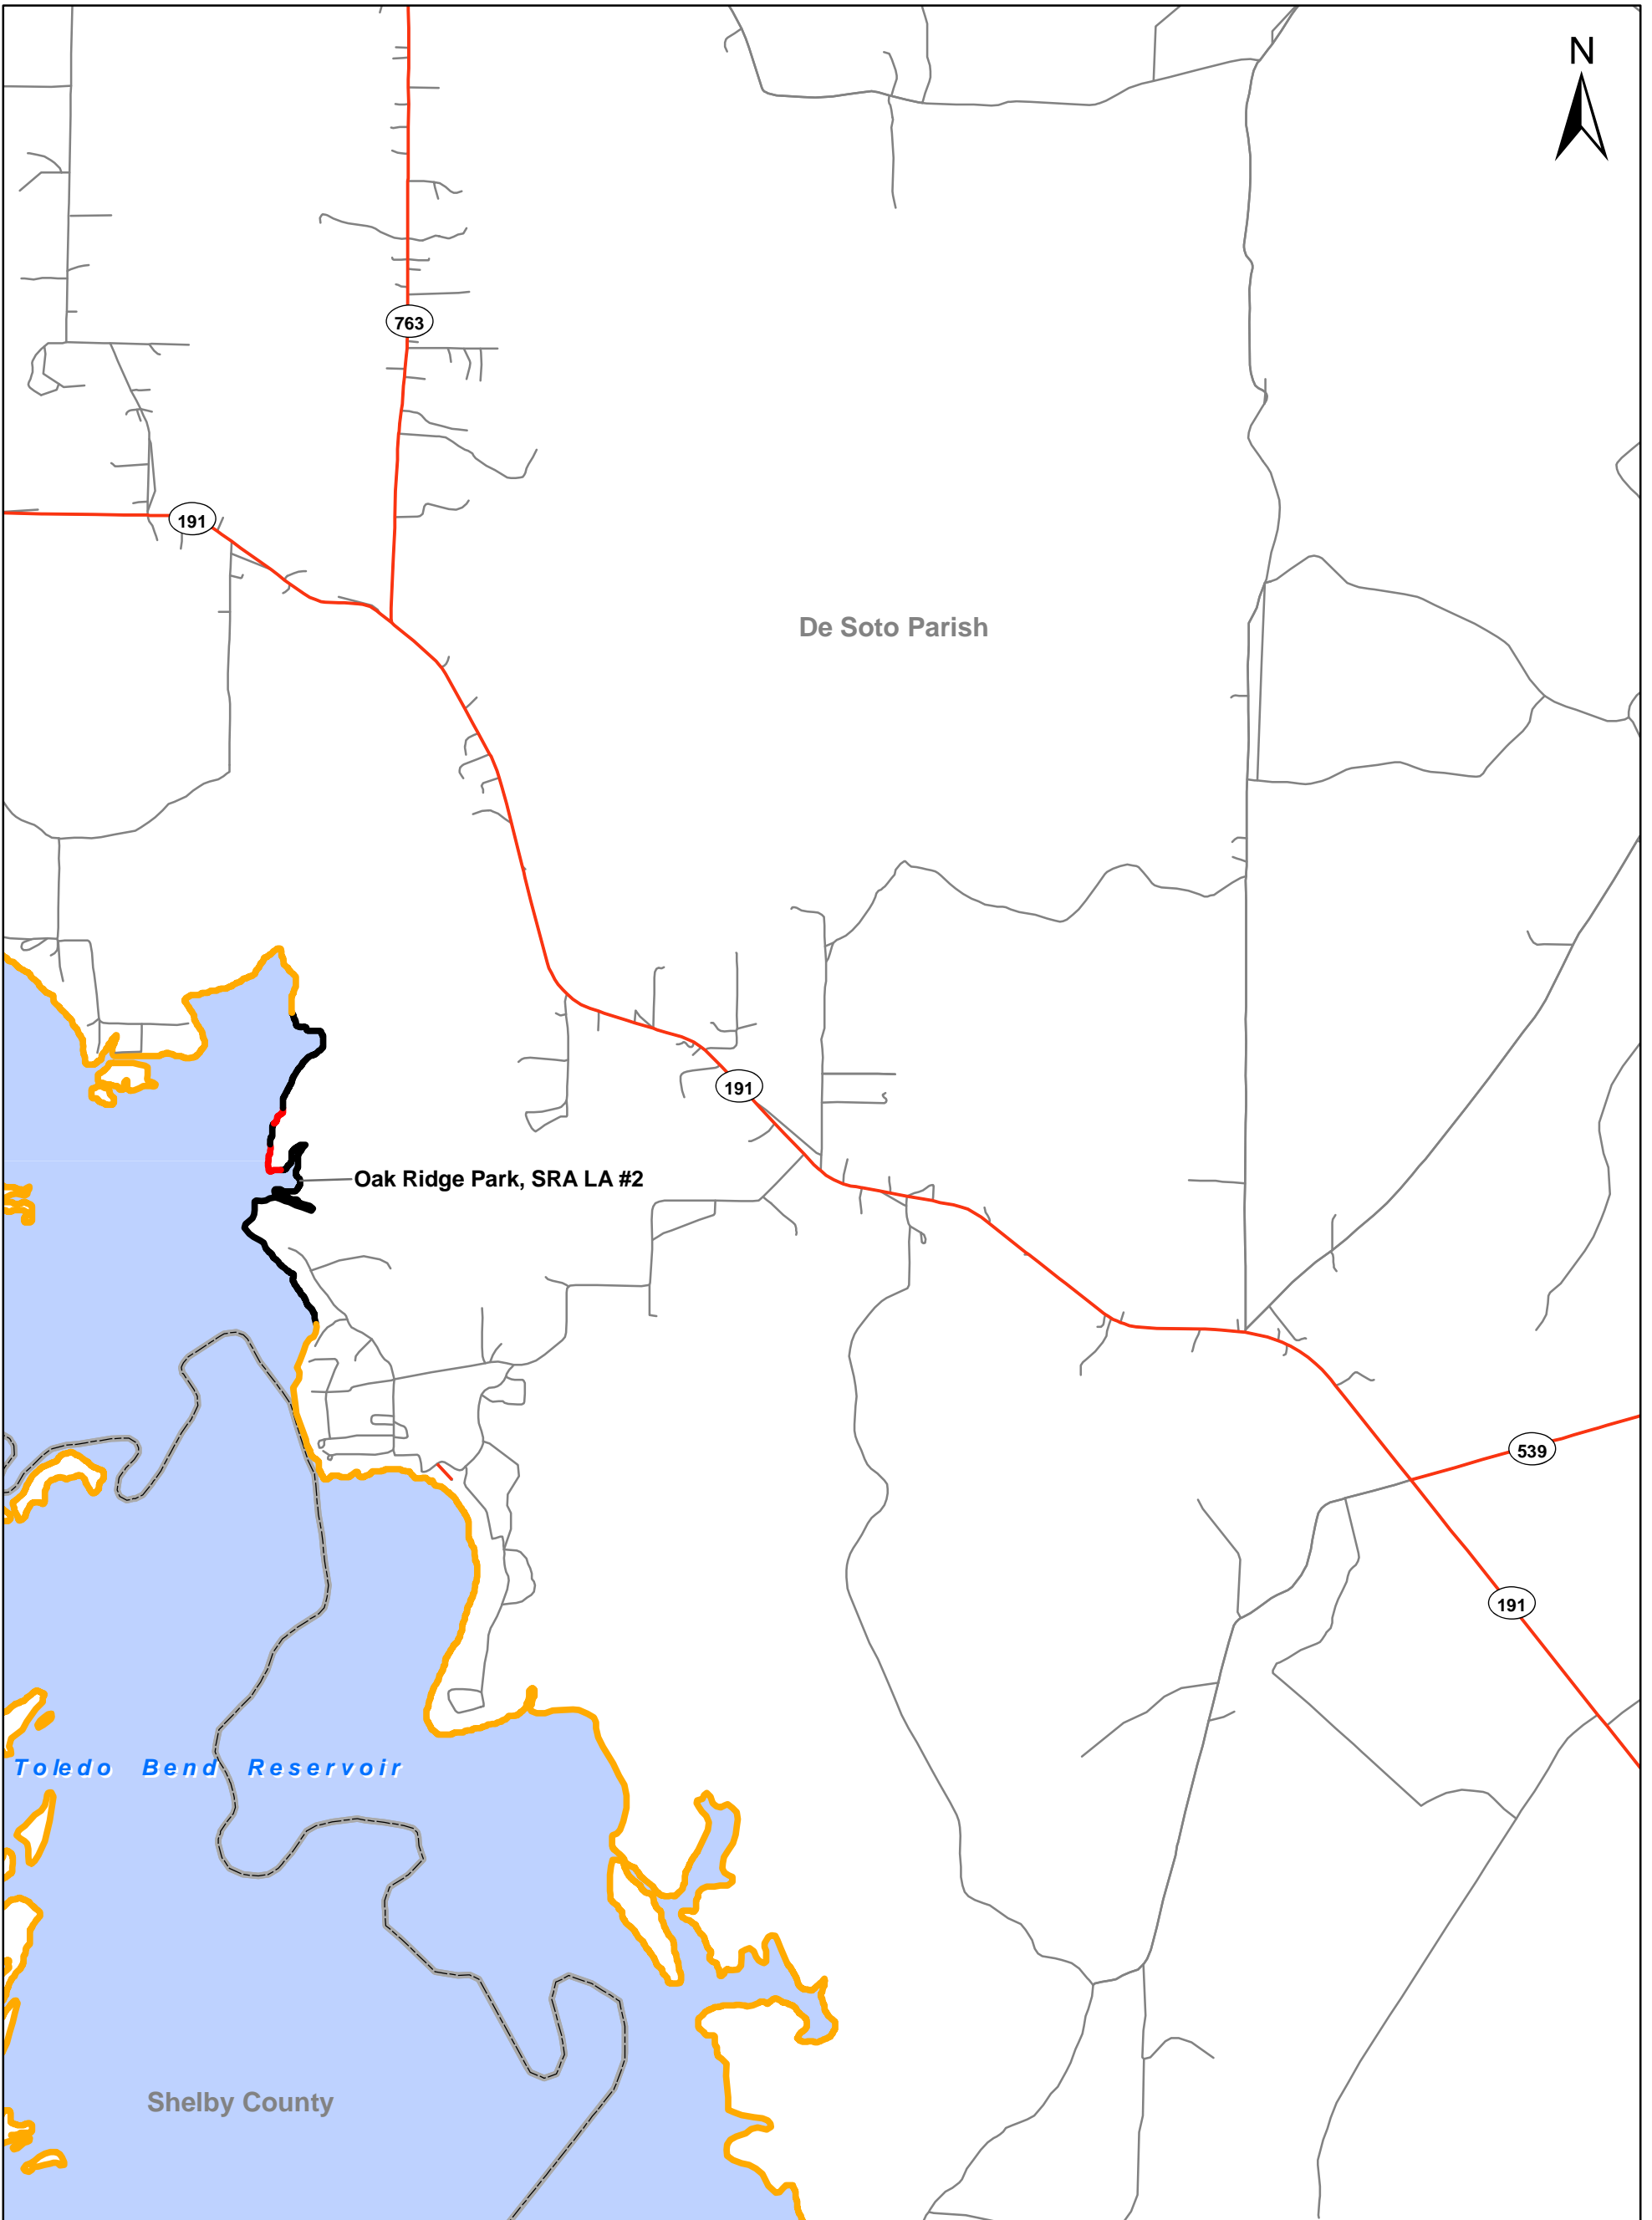 N
763
191
De Soto Parish
191
Oak Ridge Park, SRA LA #2
539
191
Toledo Bend Reservoir
Shelby County